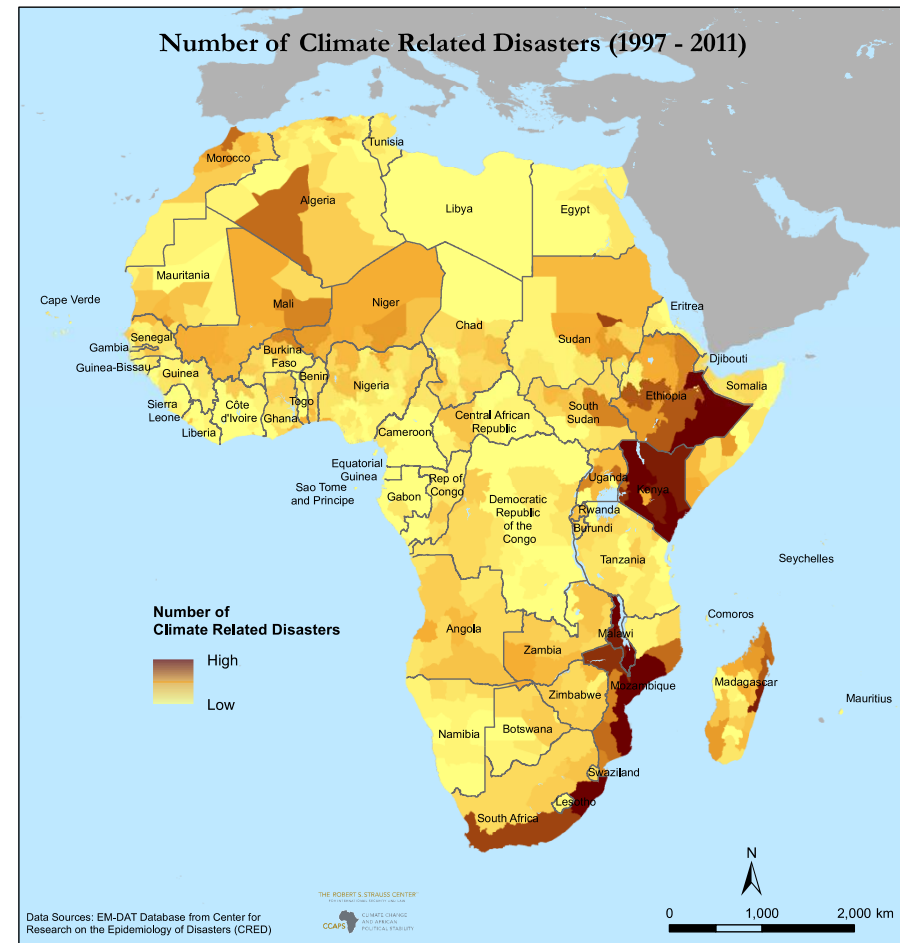 Number of Climate Related Disasters (1997 - 2011)
Tunisia
Morocco
Algeria
Libya
Egypt
Mauritania
Cape Verde
Mali
Niger
Eritrea
Chad
Sudan
Senegal
Gambia
Guinea-Bissau
Burkina
Faso
Djibouti
Guinea
Benin
Nigeria
Somalia
Ethiopia
Togo
Sierra
Leone
Côte
d'Ivoire
Ghana
South
Sudan
Central African
Republic
Liberia
Cameroon
Equatorial
Guinea
Uganda
Kenya
Rep of
Congo
Sao Tome
and Principe
Gabon
Democratic
Republic
of the
Congo
Rwanda
Burundi
Tanzania
Seychelles
Number of
Climate Related Disasters
High
Low
Comoros
Angola
Malawi
Zambia
Mozambique
Madagascar
Zimbabwe
Mauritius
Namibia
Botswana
Swaziland
Lesotho
South Africa
N
THE ROBERT S. STRAUSS CENTER
FOR INTERNATIONAL SECURITY AND LAW
CCAPS
CLIMATE CHANGE
AND AFRICAN
POLITICAL STABILITY
Data Sources: EM-DAT Database from Center for
Research on the Epidemiology of Disasters (CRED)
0 1,000 2,000 km